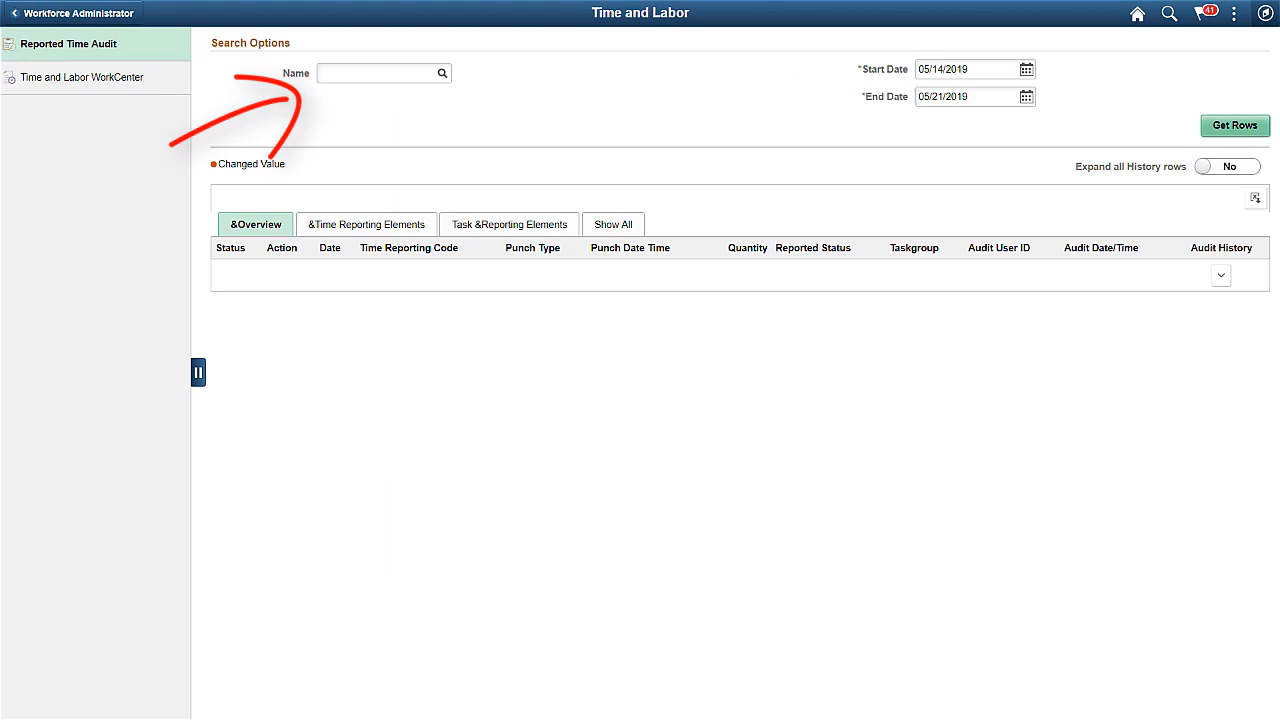 Workforce Administrator
Time and Labor
41
Reported Time Audit
Time and Labor WorkCenter
Search Options
Name
*Start Date 05/14/2019
*End Date 05/21/2019
Get Rows
Changed Value
Expand all History rows No
&Overview &Time Reporting Elements Task &Reporting Elements Show All
Status Action Date Time Reporting Code Punch Type Punch Date Time Quantity Reported Status Taskgroup Audit User ID Audit Date/Time Audit History